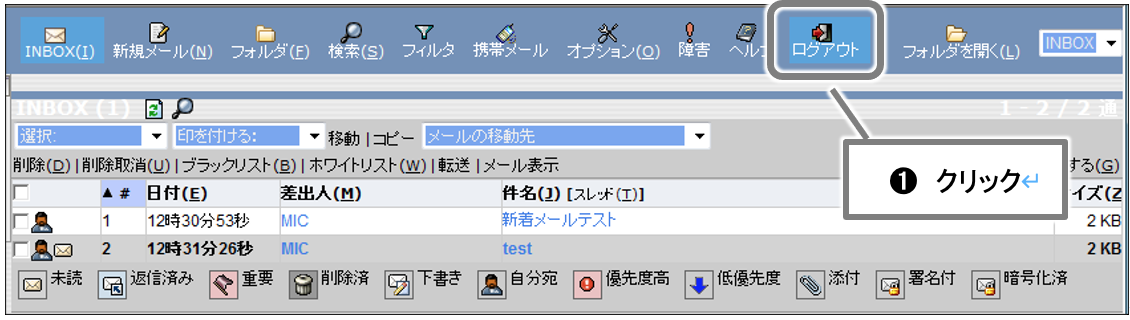 INBOX(I) 新規メール(N) フォルダ(F) 検索(S) フィルタ 携帯メール オプション(O) 障害 ヘルプ ログアウト フォルダを開く(L) INBOX
INBOX (1) 1 - 2 / 2 通
選択: 印を付ける: 移動 | コピー メールの移動先
削除(D) | 削除取消(U) | ブラックリスト(B) | ホワイトリスト(W) | 転送 | メール表示 する(G)
❶ クリック↵
▲ # 日付(E) 差出人(M) 件名(J) [スレッド(T)] イズ(Z
1 12時30分53秒 MIC 新着メールテスト 2 KB
2 12時31分26秒 MIC test 2 KB
未読 返信済み 重要 削除済 下書き 自分宛 優先度高 低優先度 添付 署名付 暗号化済